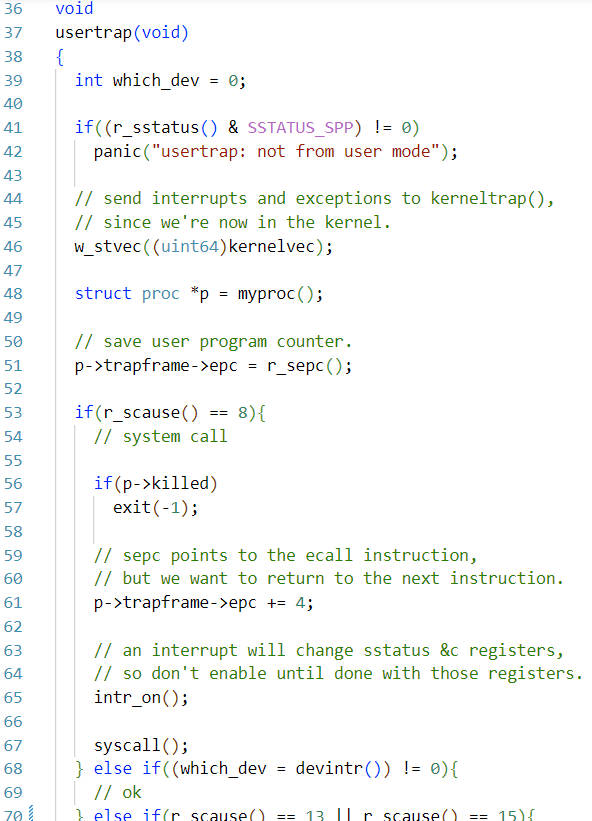 36 void
37 usertrap(void)
38 {
39 int which_dev = 0;
40
41 if((r_sstatus() & SSTATUS_SPP) != 0)
42 panic("usertrap: not from user mode");
43
44 // send interrupts and exceptions to kerneltrap(),
45 // since we're now in the kernel.
46 w_stvec((uint64)kernelvec);
47
48 struct proc *p = myproc();
49
50 // save user program counter.
51 p->trapframe->epc = r_sepc();
52
53 if(r_scause() == 8){
54 // system call
55
56 if(p->killed)
57 exit(-1);
58
59 // sepc points to the ecall instruction,
60 // but we want to return to the next instruction.
61 p->trapframe->epc += 4;
62
63 // an interrupt will change sstatus &c registers,
64 // so don't enable until done with those registers.
65 intr_on();
66
67 syscall();
68 } else if((which_dev = devintr()) != 0){
69 // ok
70 } else if(r_scause() == 13 || r_scause() == 15){